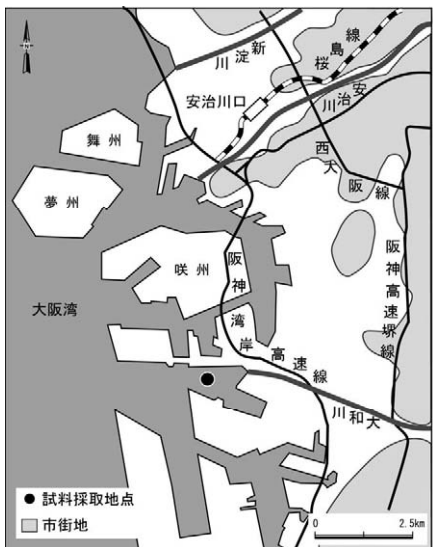 N
新淀川
桜島線
安治川口
安治川
舞州
夢州
西大阪線
咲州
阪神湾岸高速線
阪神高速堺線
大阪湾
大和川
試料採取地点
市街地
0 2.5km